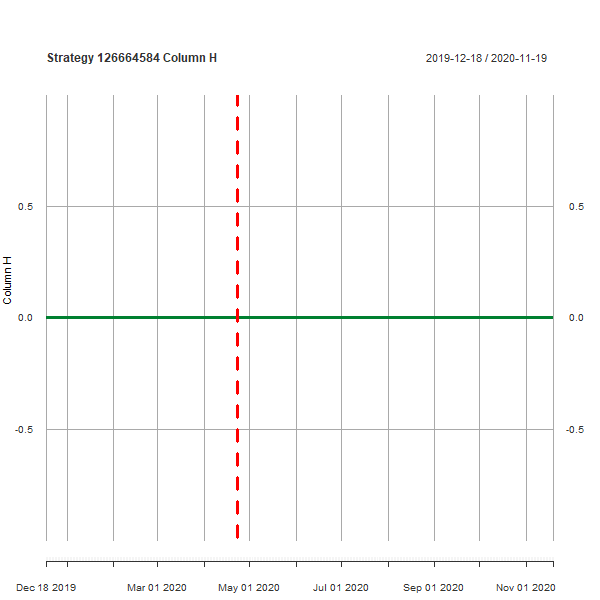 Strategy 126664584 Column H 2019-12-18 / 2020-11-19
0.5 0.5
Column H
0.0 0.0
-0.5 -0.5
Dec 18 2019 Mar 01 2020 May 01 2020 Jul 01 2020 Sep 01 2020 Nov 01 2020